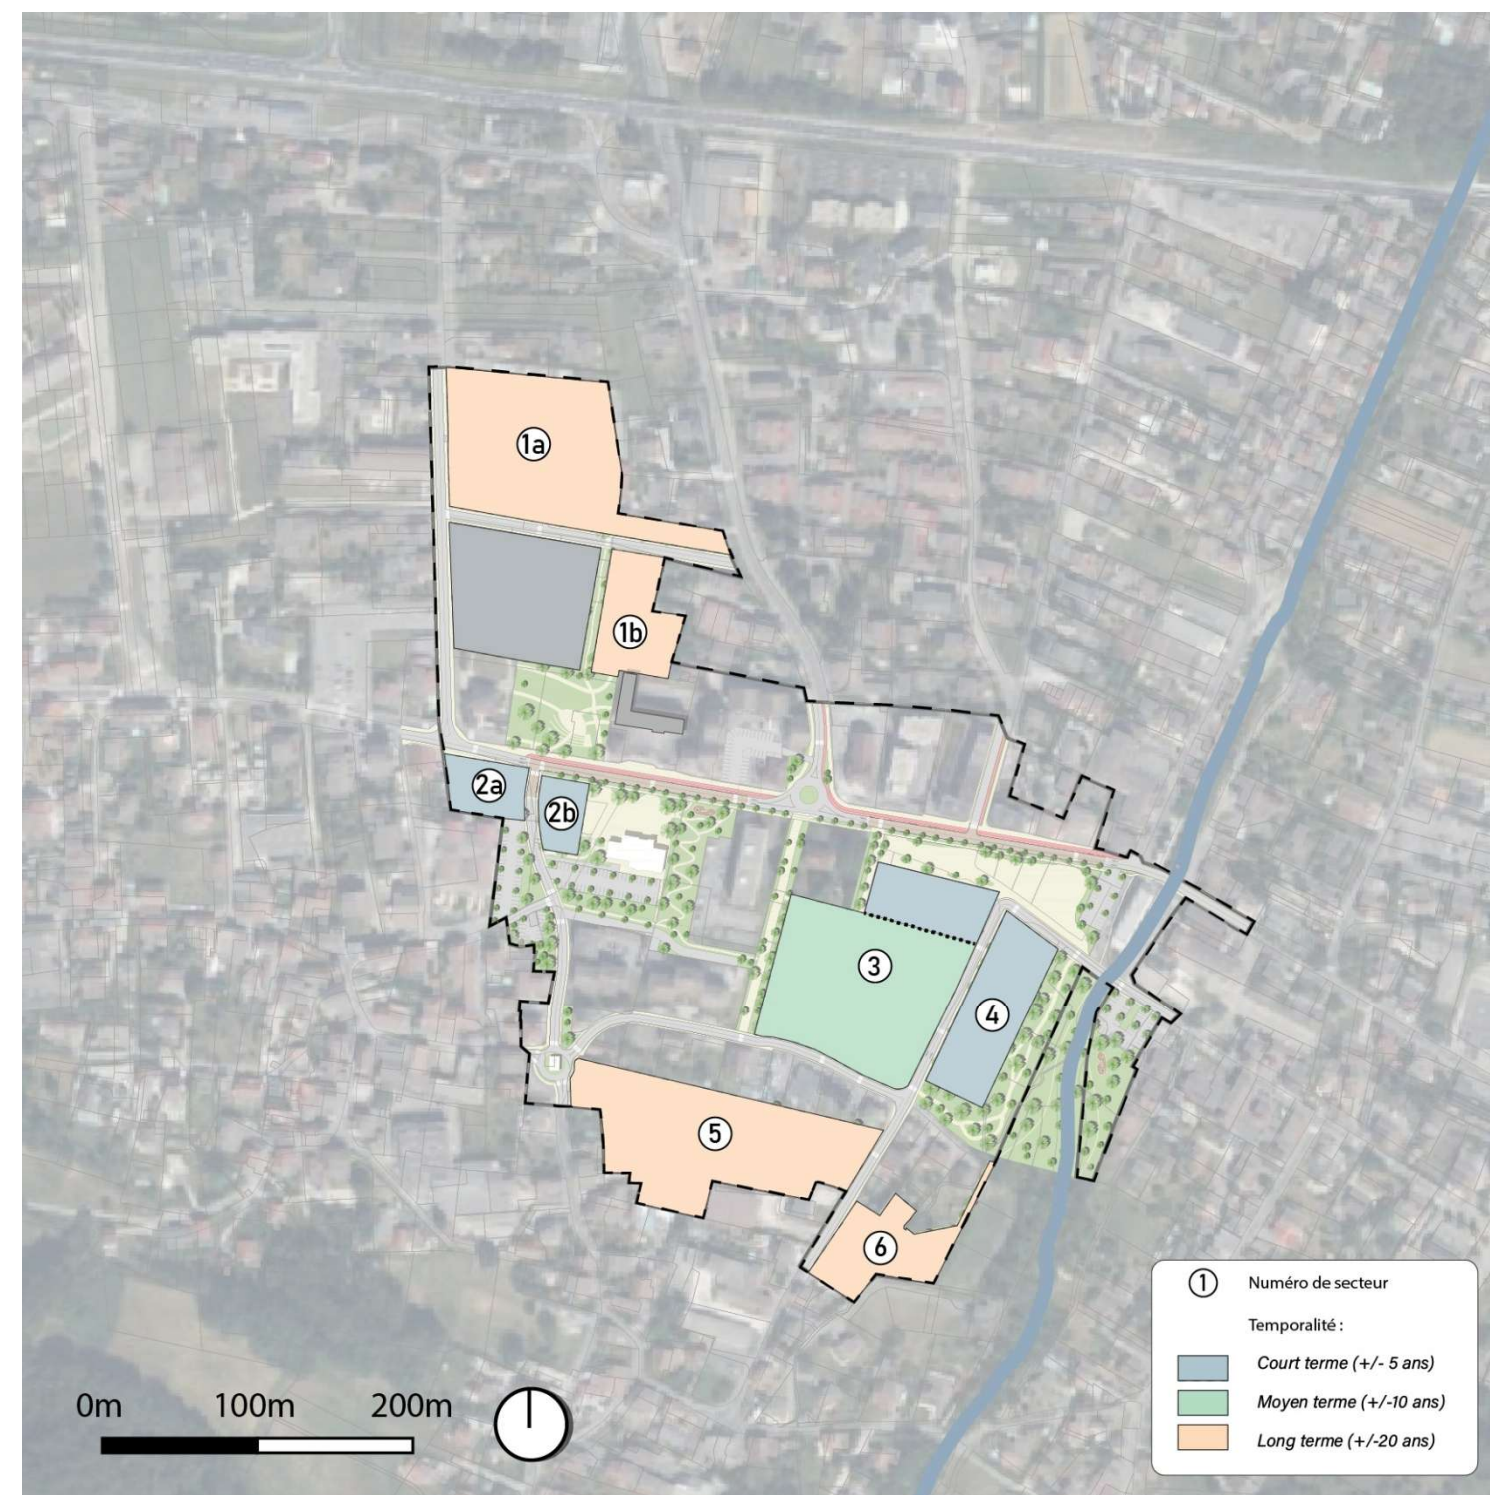 1a
1b
2a
2b
3
4
5
6
1 Numéro de secteur
Temporalité :
Court terme (+/- 5 ans)
Moyen terme (+/-10 ans)
Long terme (+/-20 ans)
0m 100m 200m